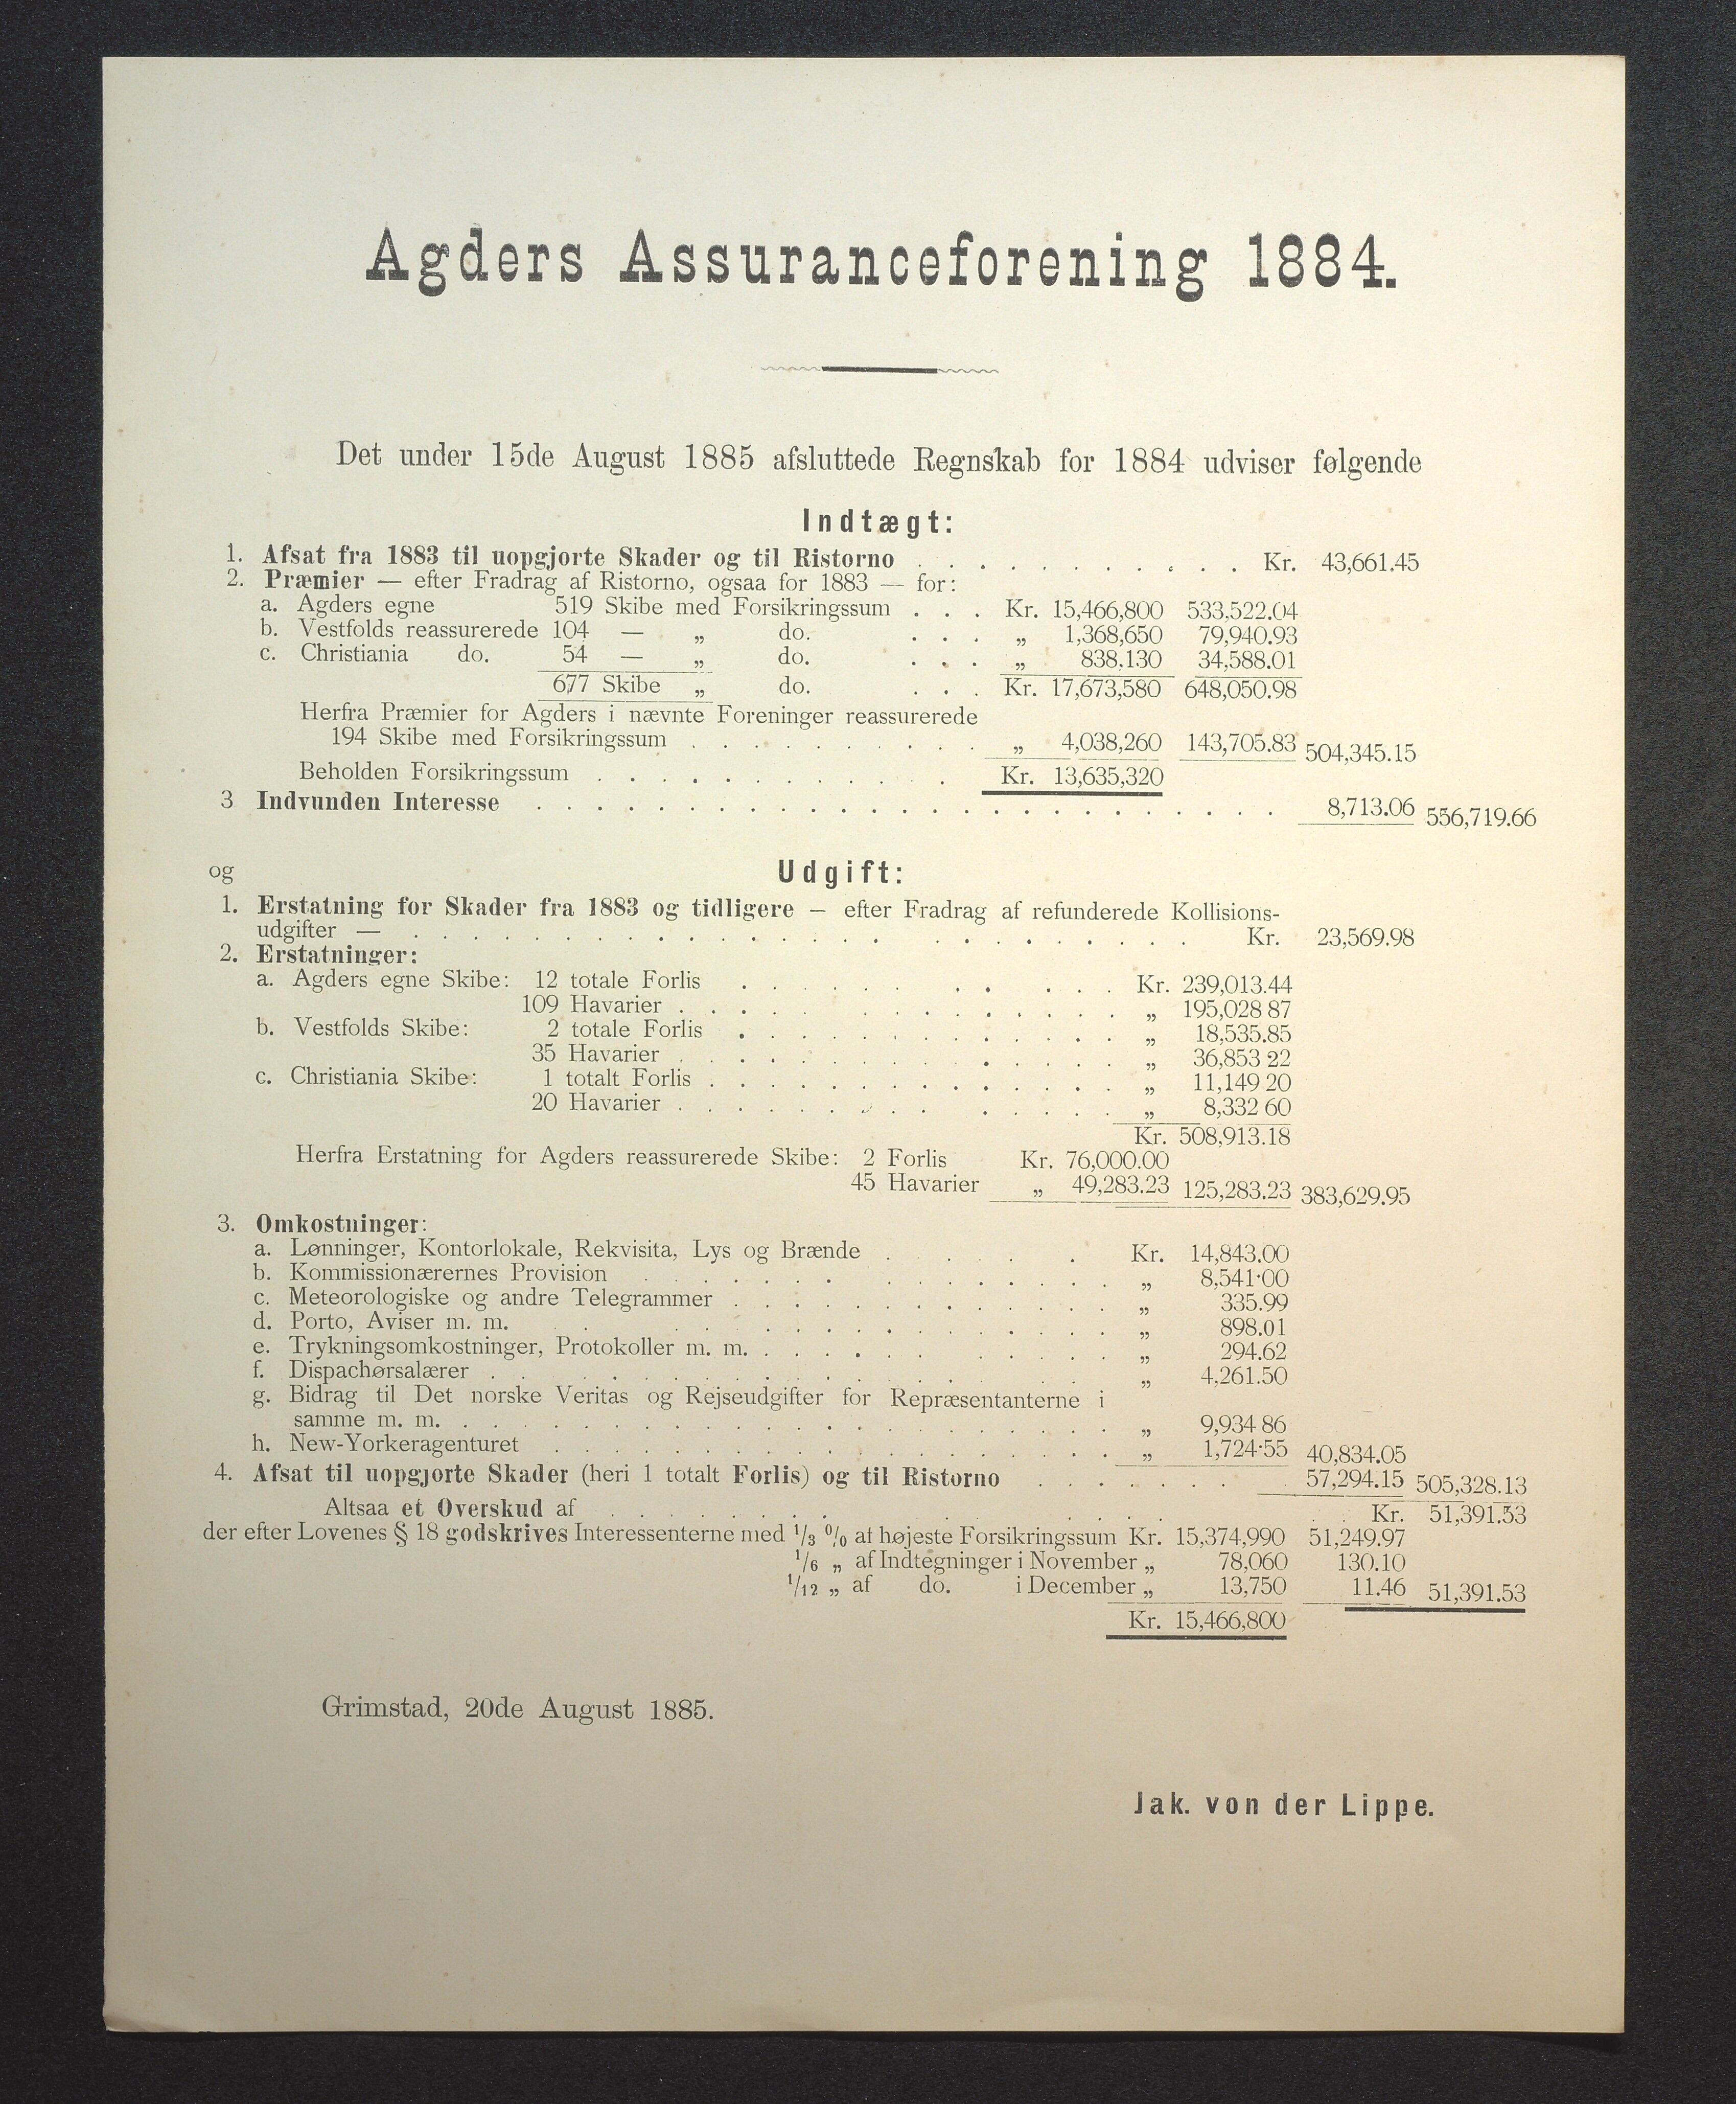 Agders Assuranceforening 1884.
Det under 15de August 1885 afsluttede Regnskab for 1884 udviser følgende
Indtægt:
1. Afsat fra 1883 til uopgjorte Skader og til Ristorno . . . . . . . . . . . Kr. 43,661.45
2. Præmier — efter Fradrag af Ristorno, ogsaa for 1883 — for:
a. Agders egne 519 Skibe med Forsikringssum . . . Kr. 15,466,800 533,522.04
b. Vestfolds reassurerede 104 — „ do. . . . „ 1,368,650 79,940.93
c. Christiania do. 54 — „ do. . . . „ 838.130 34,588.01
677 Skibe „ do. . . . Kr. 17,673,580 648,050.98
Herfra Præmier for Agders i nævnte Foreninger reassurerede
194 Skibe med Forsikringssum . . . . . . . . . . „ 4,038,260 143,705.83 504,345.15
Beholden Forsikringssum . . . . . . . . . . . . Kr. 13,635,320
3 Indvunden Interesse . . . . . . . . . . . . . . . . . . . . . . . . . 8,713.06 556,719.66
og Udgift:
1. Erstatning for Skader fra 1883 og tidligere — efter Fradrag af refunderede Kollisions-
udgifter — . . . . . . . . . . . . . . . . . . . . . . . . . . Kr. 23,569.98
2. Erstatninger:
a. Agders egne Skibe: 12 totale Forlis . . . . . . . . . . . Kr. 239,013.44
109 Havarier . . . . . . . . . . . . . . „ 195,028 87
b. Vestfolds Skibe: 2 totale Forlis . . . . . . . . . . . . . „ 18,535.85
35 Havarier . . . . . . . . . . . . . . „ 36,853 22
c. Christiania Skibe: 1 totalt Forlis . . . . . . . . . . . . . . „ 11,149 20
20 Havarier . . . . . . . . . . . . . . „ 8,332 60
Kr. 508,913.18
Herfra Erstatning for Agders reassurerede Skibe: 2 Forlis Kr. 76,000.00
45 Havarier „ 49,283.23 125,283.23 383,629.95
3. Omkostninger:
a. Lønninger, Kontorlokale, Rekvisita, Lys og Brænde . . . . . Kr. 14,843.00
b. Kommissionærernes Provision . . . . . . . . . . . . . . . „ 8,541·00
c. Meteorologiske og andre Telegrammer . . . . . . . . . . . . . „ 335.99
d. Porto, Aviser m. m. . . . . . . . . . . . . . . . . . „ 898.01
e. Trykningsomkostninger, Protokoller m. m. . . . . . . . . . . . . „ 294.62
f. Dispachørsalærer . . . . . . . . . . . . . . . . . . . „ 4,261.50
g. Bidrag til Det norske Veritas og Rejseudgifter for Repræsentanterne i
samme m. m. . . . . . . . . . . . . . . . . . . . . . „ 9,934 86
h. New-Yorkeragenturet . . . . . . . . . . . . . . . . . . „ 1,724·55 40,834.05
4. Afsat til uopgjorte Skader (heri 1 totalt Forlis) og til Ristorno . . . . . . . 57,294.15 505,328.13
Altsaa et Overskud af . . . . . . . . . . . . . . . . . . . . . Kr. 51,391.53
der efter Lovenes § 18 godskrives Interessenterne med 1/3 % at højeste Forsikringssum Kr. 15,374,990 51,249.97
1/6 „ af Indtegninger i November „ 78,060 130.10
1/12 „ af do. i December „ 13,750 11.46 51,391.53
Kr. 15,466,800
Grimstad, 20de August 1885.
Jak. von der Lippe.